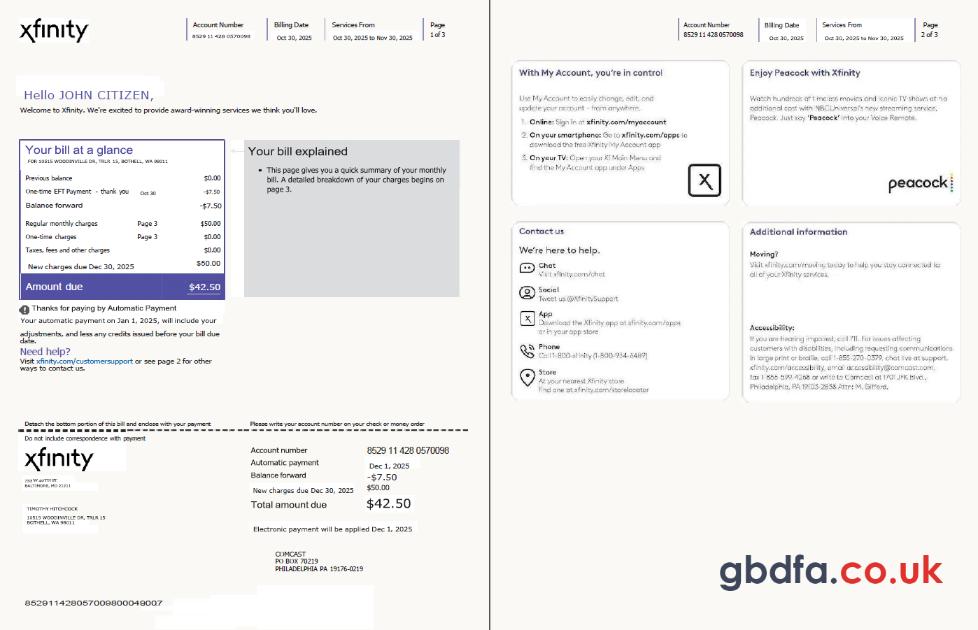 xfinity
Account Number
8529 11 428 0570098
Billing Date
Oct 30, 2025
Services From
Oct 30, 2025 to Nov 30, 2025
Page
1 of 3
Hello JOHN CITIZEN,
Welcome to Xfinity. We're excited to provide award-winning services we think you'll love.
Your bill at a glance
FOR 10315 WOODINVILLE DR, TRLR 15, BOTHELL, WA 98011
Previous balance $0.00
One-time EFT Payment - thank you Oct 30 -$7.50
Balance forward -$7.50
Regular monthly charges Page 3 $50.00
One-time charges Page 3 $0.00
Taxes, fees and other charges $0.00
New charges due Dec 30, 2025 $50.00
Amount due $42.50
Thanks for paying by Automatic Payment
Your automatic payment on Jan 1, 2025, will include your
adjustments, and less any credits issued before your bill due
date.
Need help?
Visit xfinity.com/customersupport or see page 2 for other
ways to contact us.
Your bill explained
• This page gives you a quick summary of your monthly
bill. A detailed breakdown of your charges begins on
page 3.
Detach the bottom portion of this bill and enclose with your payment
Please write your account number on your check or money order
Do not include correspondence with payment
xfinity
BALTIMORE, MD 21211
TIMOTHY HITCHCOCK
10315 WOODINVILLE DR, TRLR 15
BOTHELL, WA 98011
Account number 8529 11 428 0570098
Automatic payment Dec 1, 2025
Balance forward -$7.50
New charges due Dec 30, 2025 $50.00
Total amount due $42.50
Electronic payment will be applied Dec 1, 2025
COMCAST
PO BOX 70219
PHILADELPHIA PA 19176-0219
852911428057009800049007
Account Number
8529 11 428 0570098
Billing Date
Oct 30, 2025
Services From
Oct 30, 2025 to Nov 30, 2025
Page
2 of 3
With My Account, you're in control
Use My Account to easily change, edit, and
update your account - from anywhere.
1. Online: Sign in at xfinity.com/myaccount
2. On your smartphone: Go to xfinity.com/apps to
download the free Xfinity My Account app
3. On your TV: Open your X1 Main Menu and
find the My Account app under Apps
X
Enjoy Peacock with Xfinity
Watch hundreds of timeless movies and iconic TV shows at no
additional cost with NBCUniversal's new streaming service,
Peacock. Just say 'Peacock' into your Voice Remote.
peacock
Contact us
We're here to help.
Chat
Visit xfinity.com/chat
Social
Tweet us @XfinitySupport
X
App
Download the Xfinity app at xfinity.com/apps
or in your app store
Phone
Call 1-800-xfinity (1-800-934-6489)
Store
At your nearest Xfinity store
Find one at xfinity.com/storelocator
Additional information
Moving?
Visit xfinity.com/moving today to help you stay connected to
all of your Xfinity services.
Accessibility:
If you are hearing impaired, call 711. For issues affecting
customers with disabilities, including requesting communications
in large print or braille, call 1-855-270-0379, chat live at support.
xfinity.com/accessibility, email accessibility@comcast.com,
fax 1-866-599-4268 or write to Comcast at 1701 JFK Blvd.,
Philadelphia, PA 19103-2838 Attn: M. Gifford.
gbdfa.co.uk